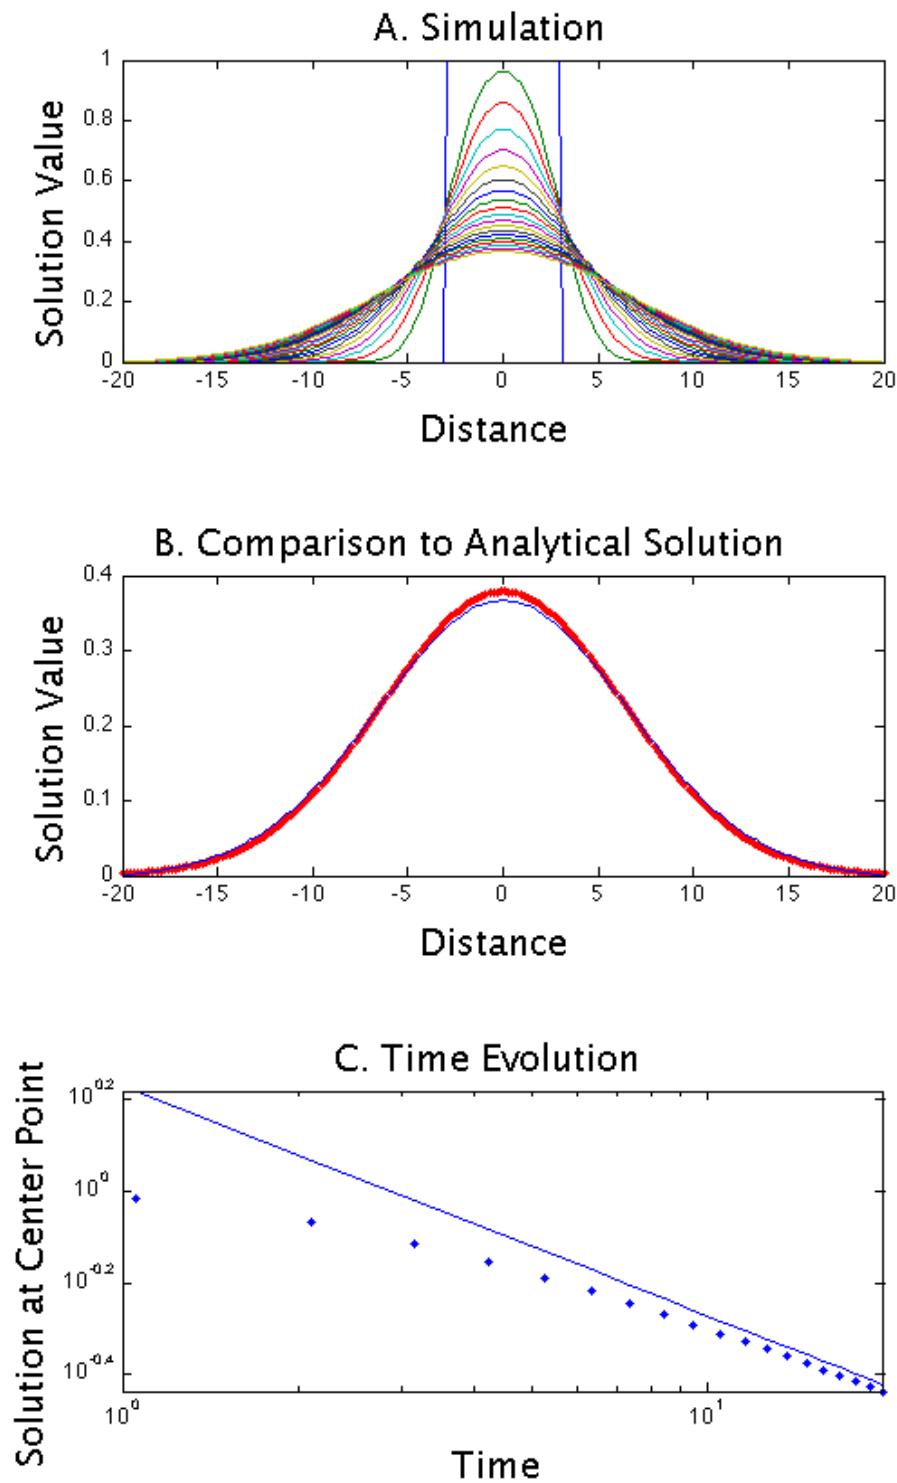 A. Simulation
Solution Value
1
0.8
0.6
0.4
0.2
0
-20 -15 -10 -5 0 5 10 15 20
Distance
B. Comparison to Analytical Solution
Solution Value
0.4
0.3
0.2
0.1
0
-20 -15 -10 -5 0 5 10 15 20
Distance
C. Time Evolution
Solution at Center Point
10^0.2
10^0
10^-0.2
10^-0.4
10^0 10^1
Time